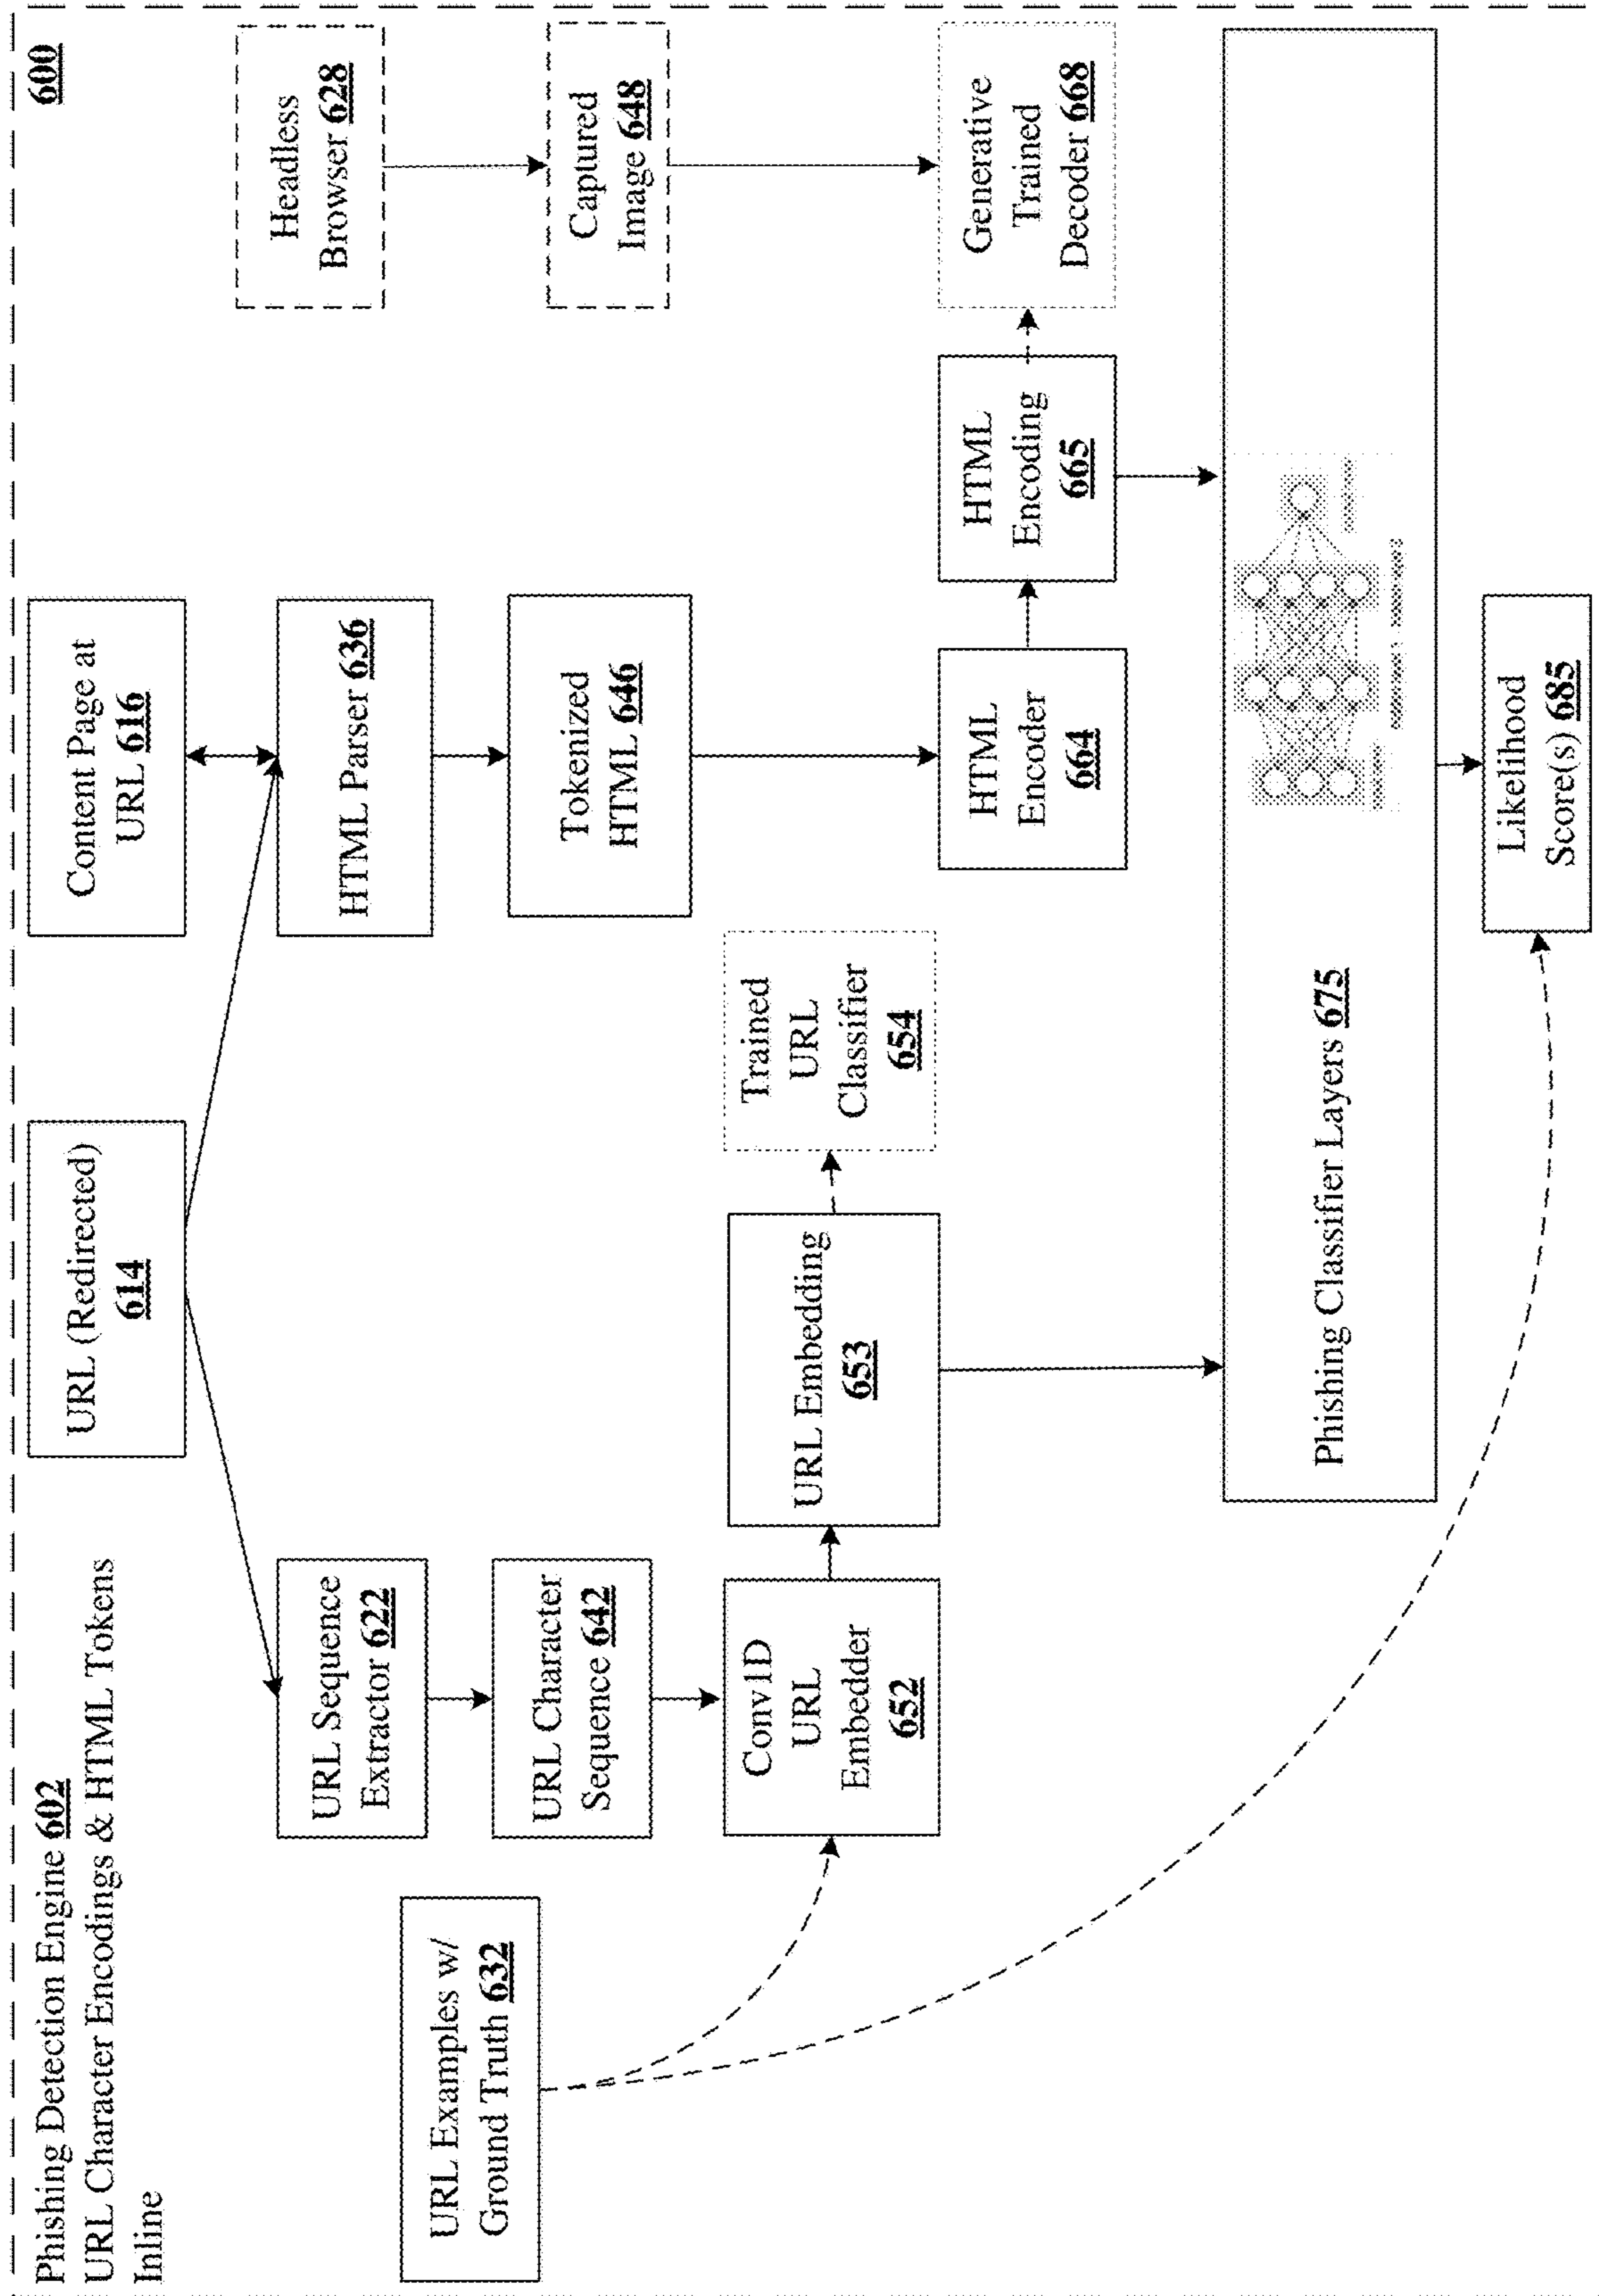 600
Phishing Detection Engine 602
URL Character Encodings & HTML Tokens
Inline
URL (Redirected)
614
Content Page at
URL 616
URL Sequence
Extractor 622
HTML Parser 636
Headless
Browser 628
URL Examples w/
Ground Truth 632
URL Character
Sequence 642
Tokenized
HTML 646
Captured
Image 648
Conv1D
URL
Embedder
652
URL Embedding
653
Trained
URL
Classifier
654
HTML
Encoder
664
HTML
Encoding
665
Generative
Trained
Decoder 668
Phishing Classifier Layers 675
Likelihood
Score(s) 685